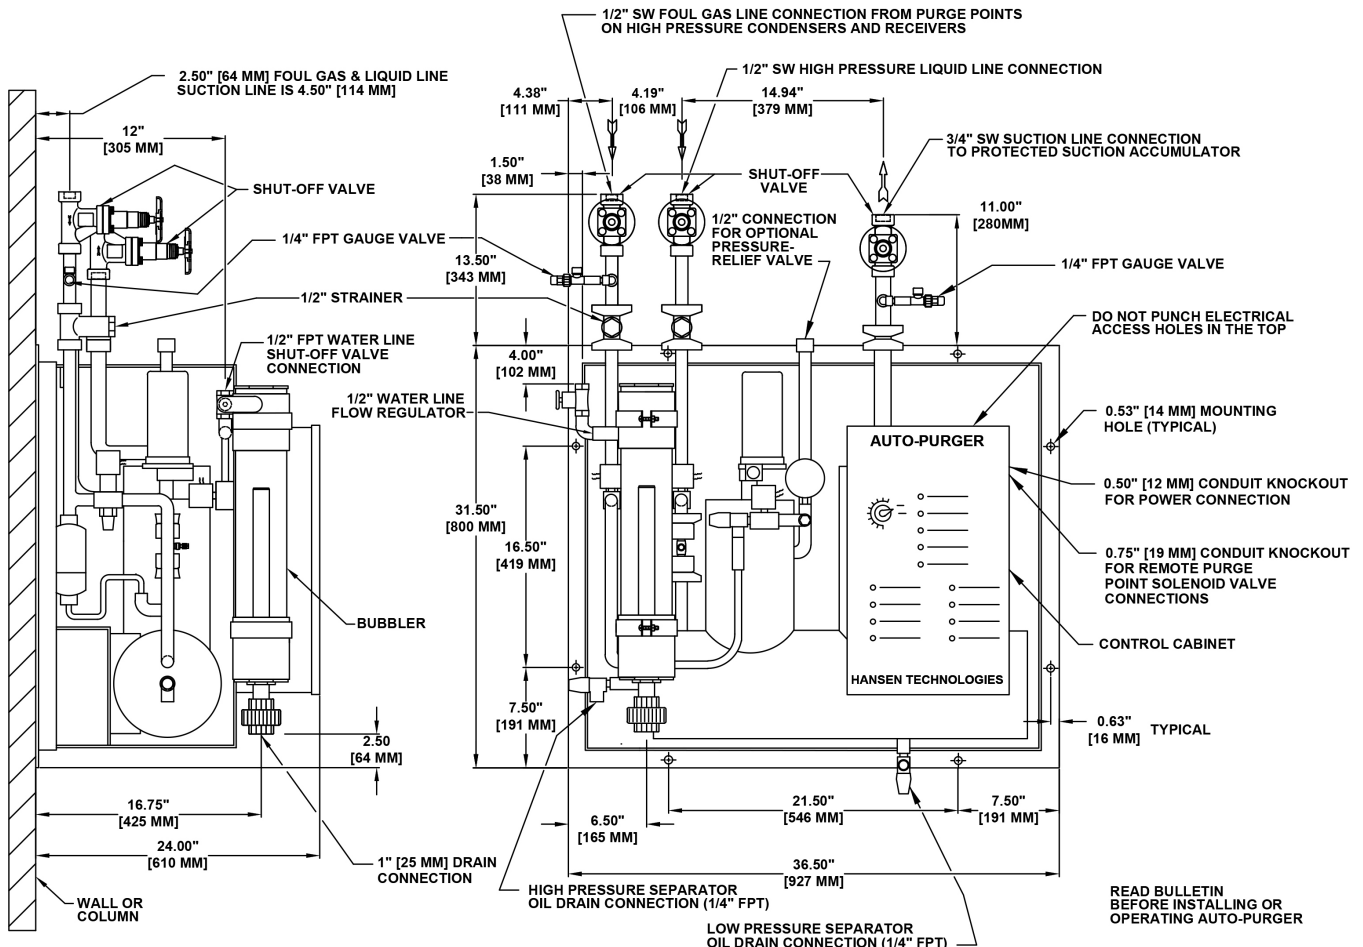 1/2" SW FOUL GAS LINE CONNECTION FROM PURGE POINTS
ON HIGH PRESSURE CONDENSERS AND RECEIVERS
2.50" [64 MM] FOUL GAS & LIQUID LINE
SUCTION LINE IS 4.50" [114 MM]
1/2" SW HIGH PRESSURE LIQUID LINE CONNECTION
4.38"
[111 MM]
4.19"
[106 MM]
14.94"
[379 MM]
12"
[305 MM]
3/4" SW SUCTION LINE CONNECTION
TO PROTECTED SUCTION ACCUMULATOR
1.50"
[38 MM]
SHUT-OFF VALVE
SHUT-OFF
VALVE
11.00"
[280MM]
1/2" CONNECTION
FOR OPTIONAL
PRESSURE-
RELIEF VALVE
1/4" FPT GAUGE VALVE
13.50"
[343 MM]
1/4" FPT GAUGE VALVE
1/2" STRAINER
DO NOT PUNCH ELECTRICAL
ACCESS HOLES IN THE TOP
1/2" FPT WATER LINE
SHUT-OFF VALVE
CONNECTION
4.00"
[102 MM]
1/2" WATER LINE
FLOW REGULATOR
0.53" [14 MM] MOUNTING
HOLE (TYPICAL)
AUTO-PURGER
0.50" [12 MM] CONDUIT KNOCKOUT
FOR POWER CONNECTION
31.50"
[800 MM]
16.50"
[419 MM]
0.75" [19 MM] CONDUIT KNOCKOUT
FOR REMOTE PURGE
POINT SOLENOID VALVE
CONNECTIONS
BUBBLER
CONTROL CABINET
HANSEN TECHNOLOGIES
7.50"
[191 MM]
0.63"
[16 MM]
TYPICAL
2.50
[64 MM]
16.75"
[425 MM]
6.50"
[165 MM]
21.50"
[546 MM]
7.50"
[191 MM]
24.00"
[610 MM]
1" [25 MM] DRAIN
CONNECTION
36.50"
[927 MM]
HIGH PRESSURE SEPARATOR
OIL DRAIN CONNECTION (1/4" FPT)
WALL OR
COLUMN
READ BULLETIN
BEFORE INSTALLING OR
OPERATING AUTO-PURGER
LOW PRESSURE SEPARATOR
OIL DRAIN CONNECTION (1/4" FPT)